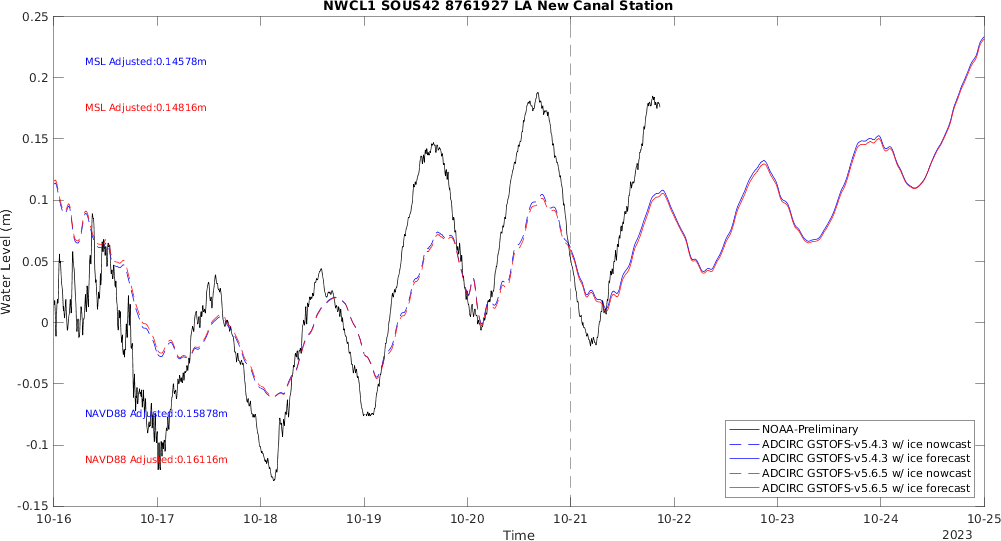 NWCL1 SOUS42 8761927 LA New Canal Station
0.25
0.2
0.15
0.1
0.05
0
-0.05
-0.1
-0.15
Water Level (m)
MSL Adjusted:0.14578m
MSL Adjusted:0.14816m
NAVD88 Adjusted:0.15878m
NAVD88 Adjusted:0.16116m
NOAA-Preliminary
ADCIRC GSTOFS-v5.4.3 w/ ice nowcast
ADCIRC GSTOFS-v5.4.3 w/ ice forecast
ADCIRC GSTOFS-v5.6.5 w/ ice nowcast
ADCIRC GSTOFS-v5.6.5 w/ ice forecast
10-16 10-17 10-18 10-19 10-20 10-21 10-22 10-23 10-24 10-25
Time
2023